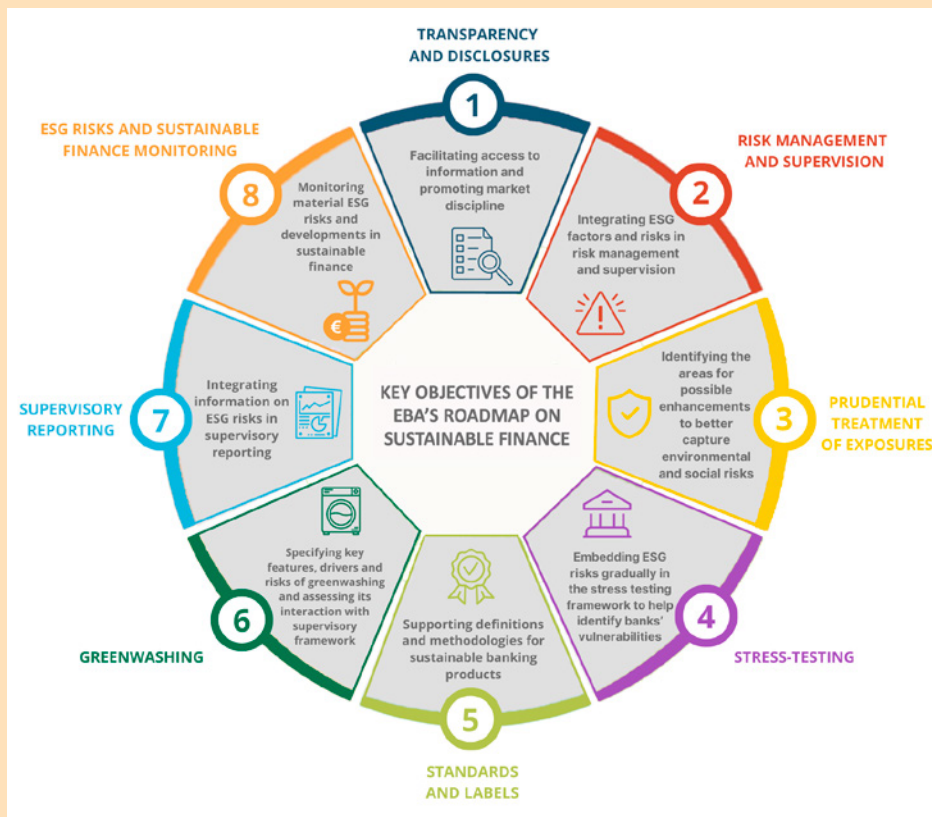 TRANSPARENCY
AND DISCLOSURES
1
Facilitating access to
information and
promoting market
discipline
RISK MANAGEMENT
AND SUPERVISION
2
Integrating ESG
factors and risks in
risk management
and supervision
PRUDENTIAL
TREATMENT
OF EXPOSURES
3
Identifying the
areas for
possible
enhancements
to better
capture
environmental
and social risks
STRESS-TESTING
4
Embedding ESG
risks gradually in
the stress testing
framework to help
identify banks'
vulnerabilities
STANDARDS
AND LABELS
5
Supporting definitions
and methodologies for
sustainable banking
products
GREENWASHING
6
Specifying key
features, drivers and
risks of greenwashing
and assessing its
interaction with
supervisory
framework
SUPERVISORY
REPORTING
7
Integrating
information on
ESG risks in
supervisory
reporting
ESG RISKS AND SUSTAINABLE
FINANCE MONITORING
8
Monitoring
material ESG
risks and
developments in
sustainable
finance
€
KEY OBJECTIVES OF THE
EBA'S ROADMAP ON
SUSTAINABLE FINANCE